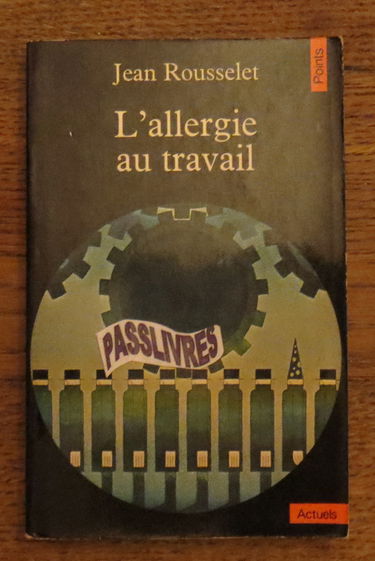 Points
Jean Rousselet
L'allergie
au travail
PASSLIVRES
Actuels